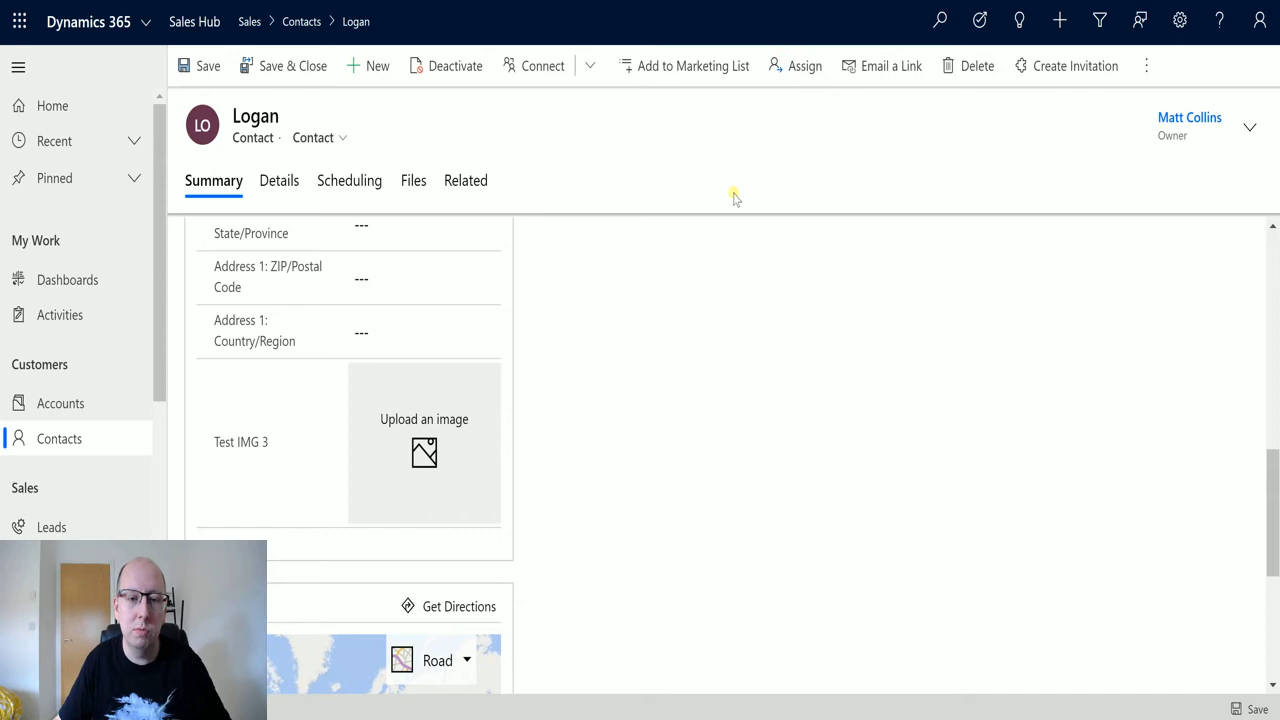 Dynamics 365
Sales Hub
Sales > Contacts > Logan
Save
Save & Close
New
Deactivate
Connect
Add to Marketing List
Assign
Email a Link
Delete
Create Invitation
Home
Recent
Pinned
My Work
Dashboards
Activities
Customers
Accounts
Contacts
Sales
Leads
LO
Logan
Contact · Contact
Matt Collins
Owner
Summary
Details
Scheduling
Files
Related
State/Province
---
Address 1: ZIP/Postal
Code
---
Address 1:
Country/Region
---
Test IMG 3
Upload an image
Get Directions
Road
Save